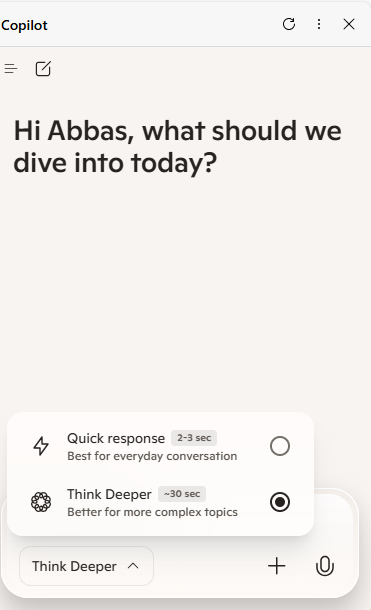 Copilot
Hi Abbas, what should we
dive into today?
Quick response 2-3 sec
Best for everyday conversation
Think Deeper ~30 sec
Better for more complex topics
Think Deeper